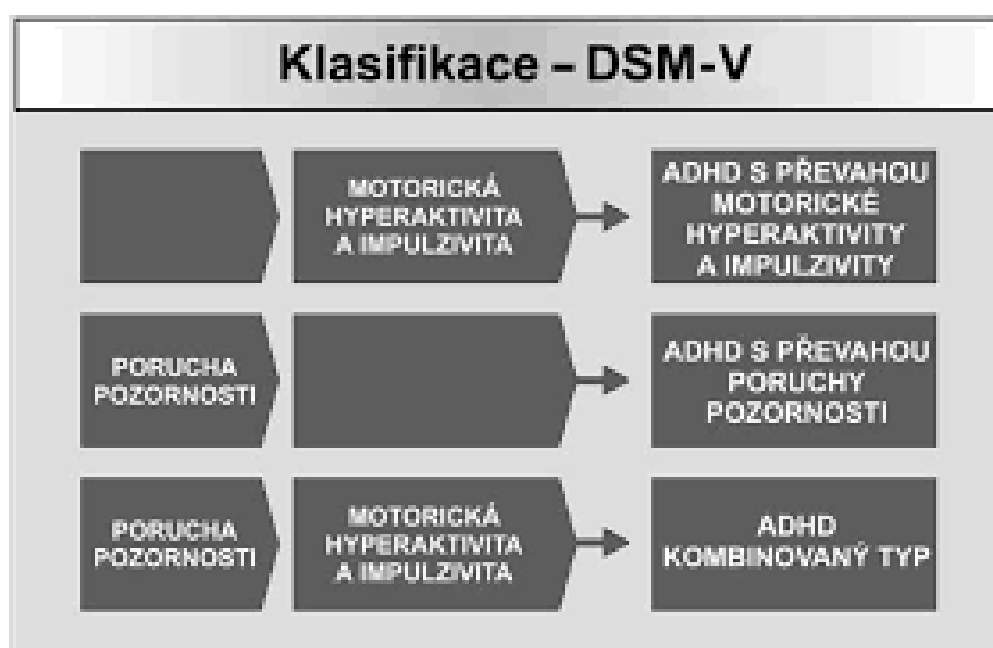 Klasifikace – DSM-V
MOTORICKÁ
HYPERAKTIVITA
A IMPULZIVITA
ADHD S PŘEVAHOU
MOTORICKÉ
HYPERAKTIVITY
A IMPULZIVITY
PORUCHA
POZORNOSTI
ADHD S PŘEVAHOU
PORUCHY
POZORNOSTI
PORUCHA
POZORNOSTI
MOTORICKÁ
HYPERAKTIVITA
A IMPULZIVITA
ADHD
KOMBINOVANÝ TYP